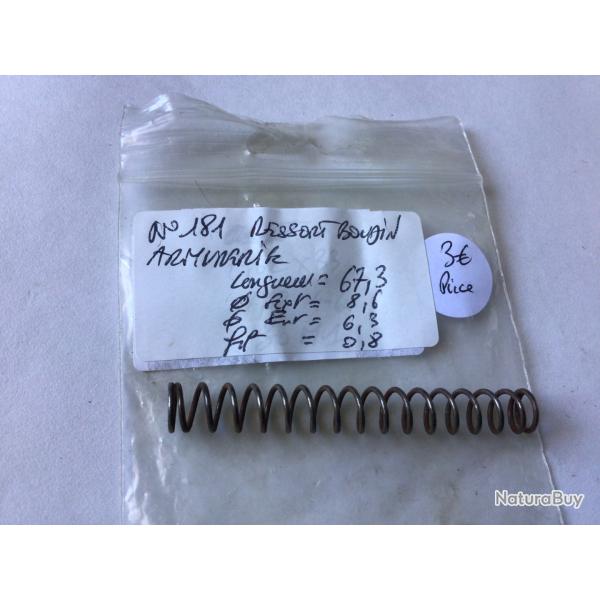 N° 181 RESSORT BOUDIN
ARMURERIE
Longueur = 67,3
Ø Ext = 8,6
Ø Int = 6,3
fil = 0,8
3€
Pièce
NaturaBuy